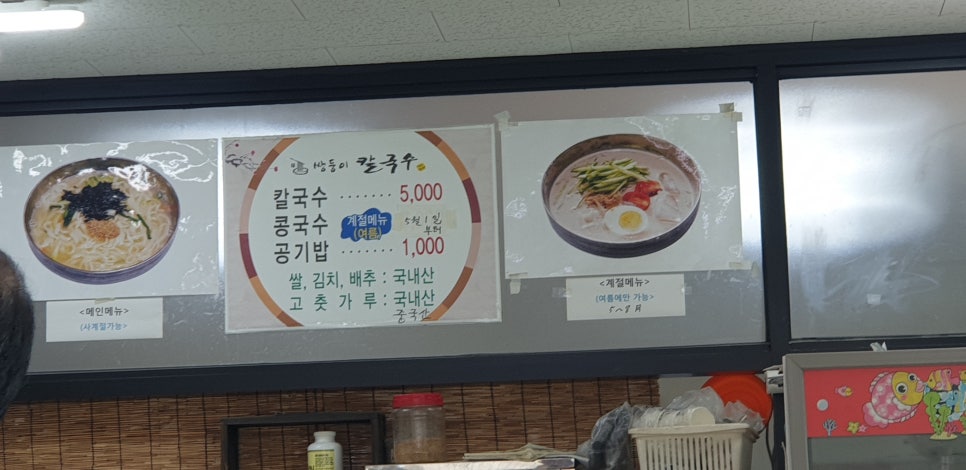 쌍둥이 칼국수
칼국수 ······· 5,000
콩국수 계절메뉴 (여름) 5월 1일 부터
공기밥 ······· 1,000
쌀, 김치, 배추 : 국내산
고 춧 가 루 : 국내산
중국산
<메인메뉴>
(사계절가능)
<계절메뉴>
(여름에만 가능)
5~8月